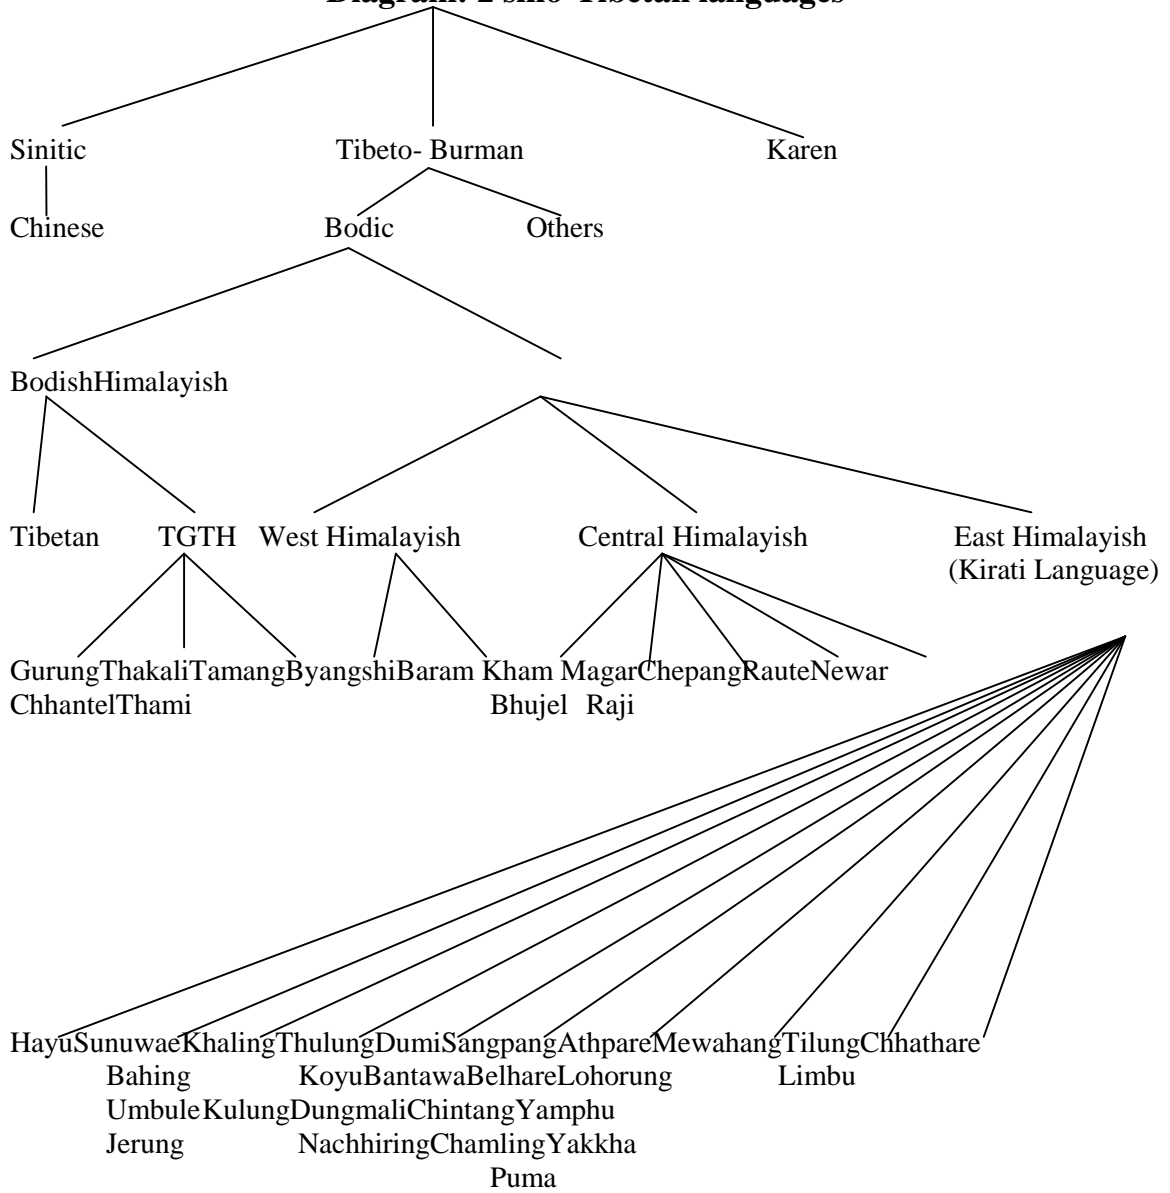 Diagram: 2 sino-Tibetan languages
Sinitic Tibeto- Burman Karen
Chinese Bodic Others
BodishHimalayish
Tibetan TGTH West Himalayish Central Himalayish East Himalayish
(Kirati Language)
GurungThakaliTamangByangshiBaram Kham MagarChepangRauteNewar
ChhantelThami Bhujel Raji
HayuSunuwaeKhalingThulungDumiSangpangAthpareMewahangTilungChhathare
Bahing KoyuBantawaBelhareLohorung Limbu
UmbuleKulungDungmaliChintangYamphu
Jerung NachhiringChamlingYakkha
Puma